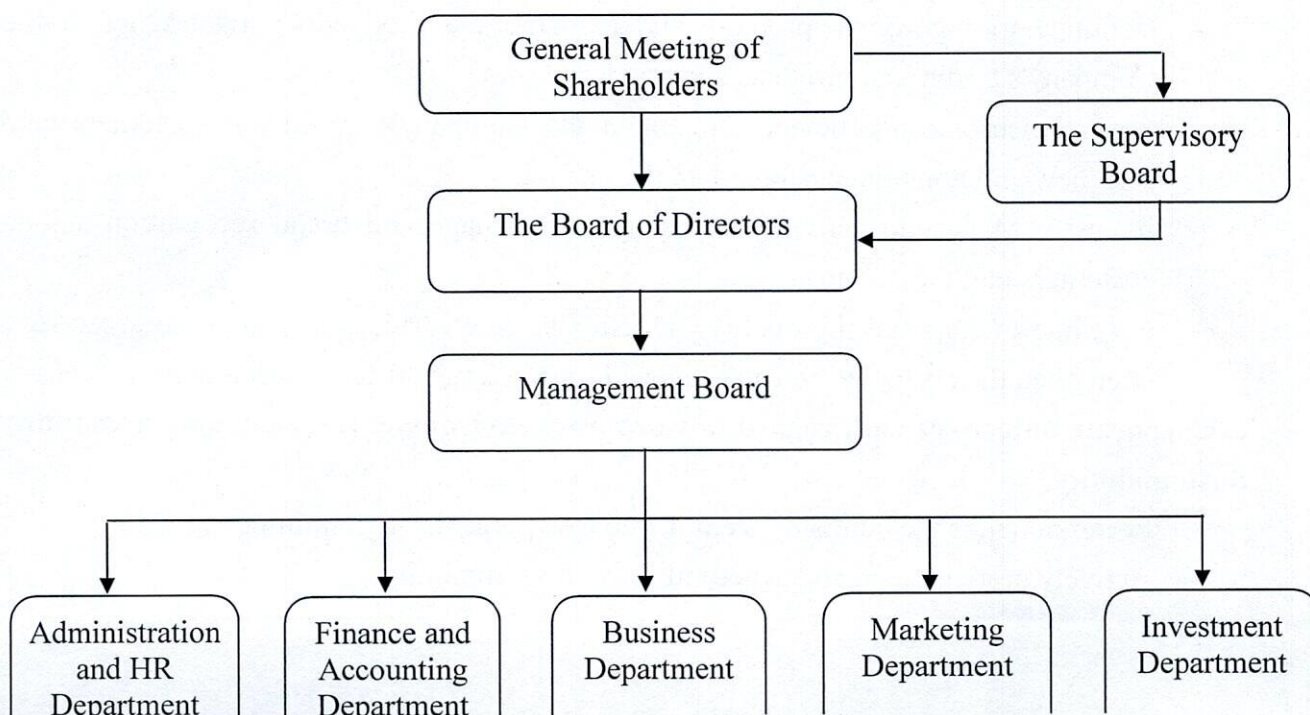 General Meeting of
Shareholders
The Supervisory
Board
The Board of Directors
Management Board
Administration
and HR
Department
Finance and
Accounting
Department
Business
Department
Marketing
Department
Investment
Department